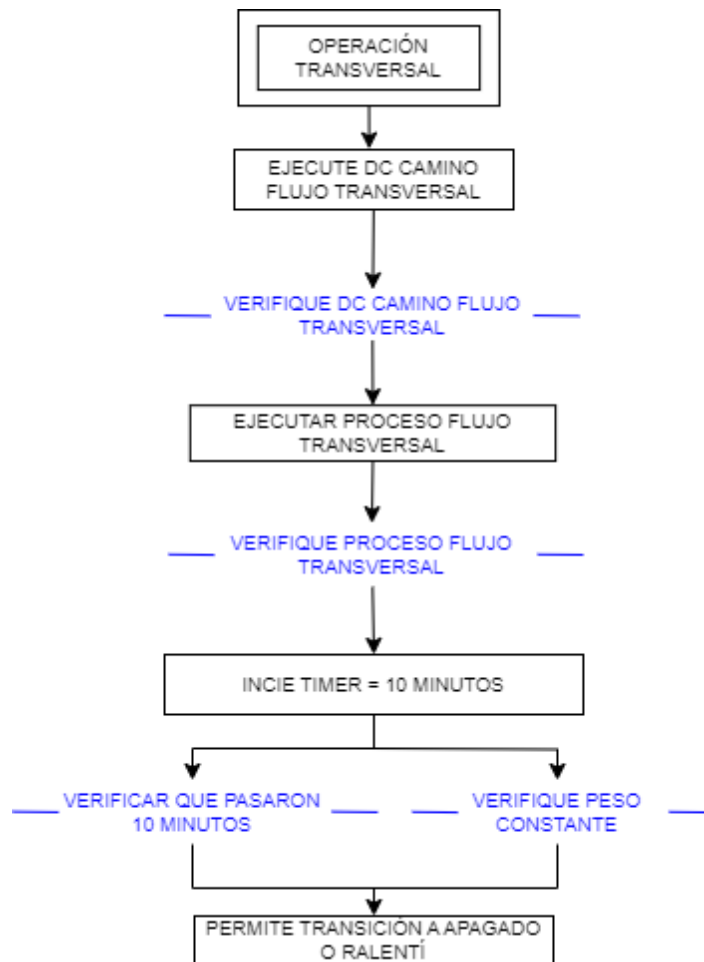 OPERACIÓN
TRANSVERSAL
EJECUTE DC CAMINO
FLUJO TRANSVERSAL
VERIFIQUE DC CAMINO FLUJO
TRANSVERSAL
EJECUTAR PROCESO FLUJO
TRANSVERSAL
VERIFIQUE PROCESO FLUJO
TRANSVERSAL
INCIE TIMER = 10 MINUTOS
VERIFICAR QUE PASARON
10 MINUTOS
VERIFIQUE PESO
CONSTANTE
PERMITE TRANSICIÓN A APAGADO
O RALENTÍ